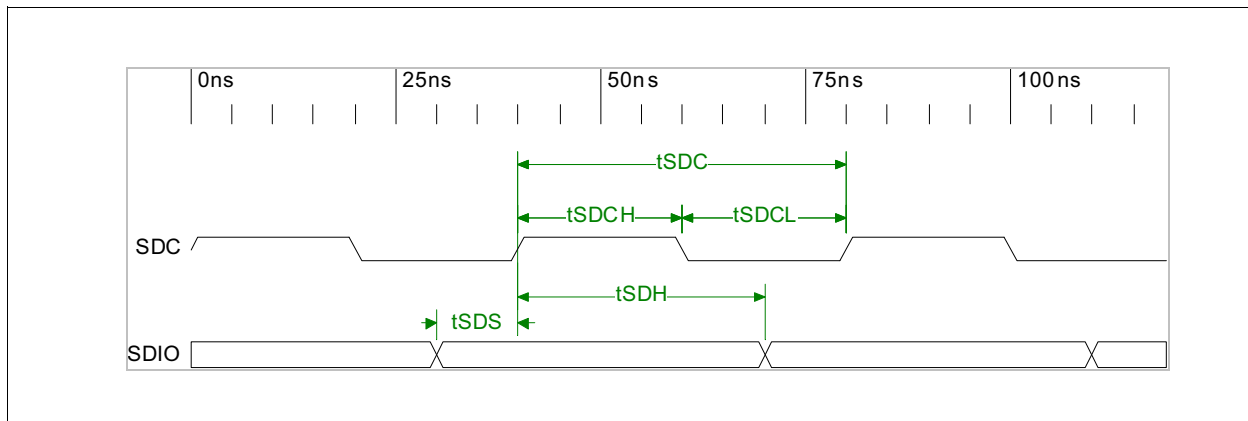 0ns 25ns 50ns 75ns 100ns
tSDC
tSDCH tSDCL
SDC
tSDH
tSDS
SDIO